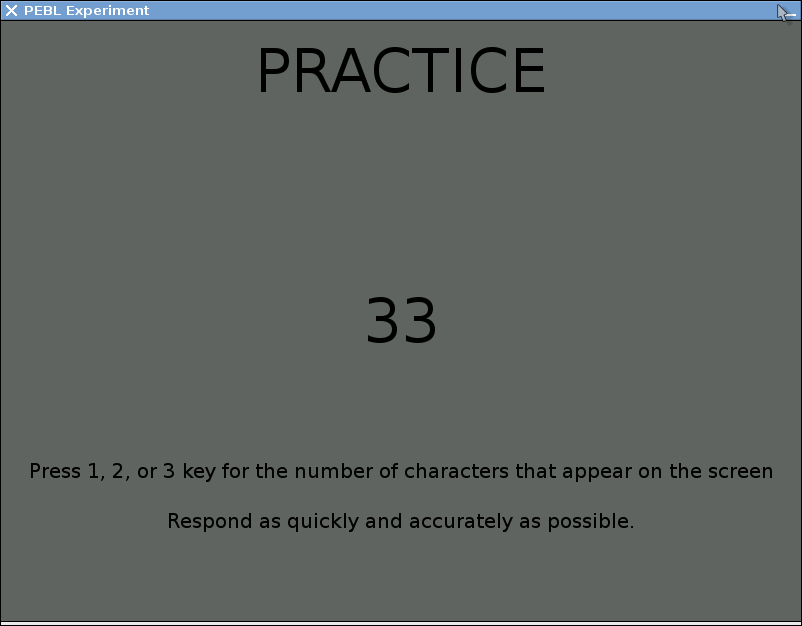 PEBL Experiment
PRACTICE
33
Press 1, 2, or 3 key for the number of characters that appear on the screen
Respond as quickly and accurately as possible.